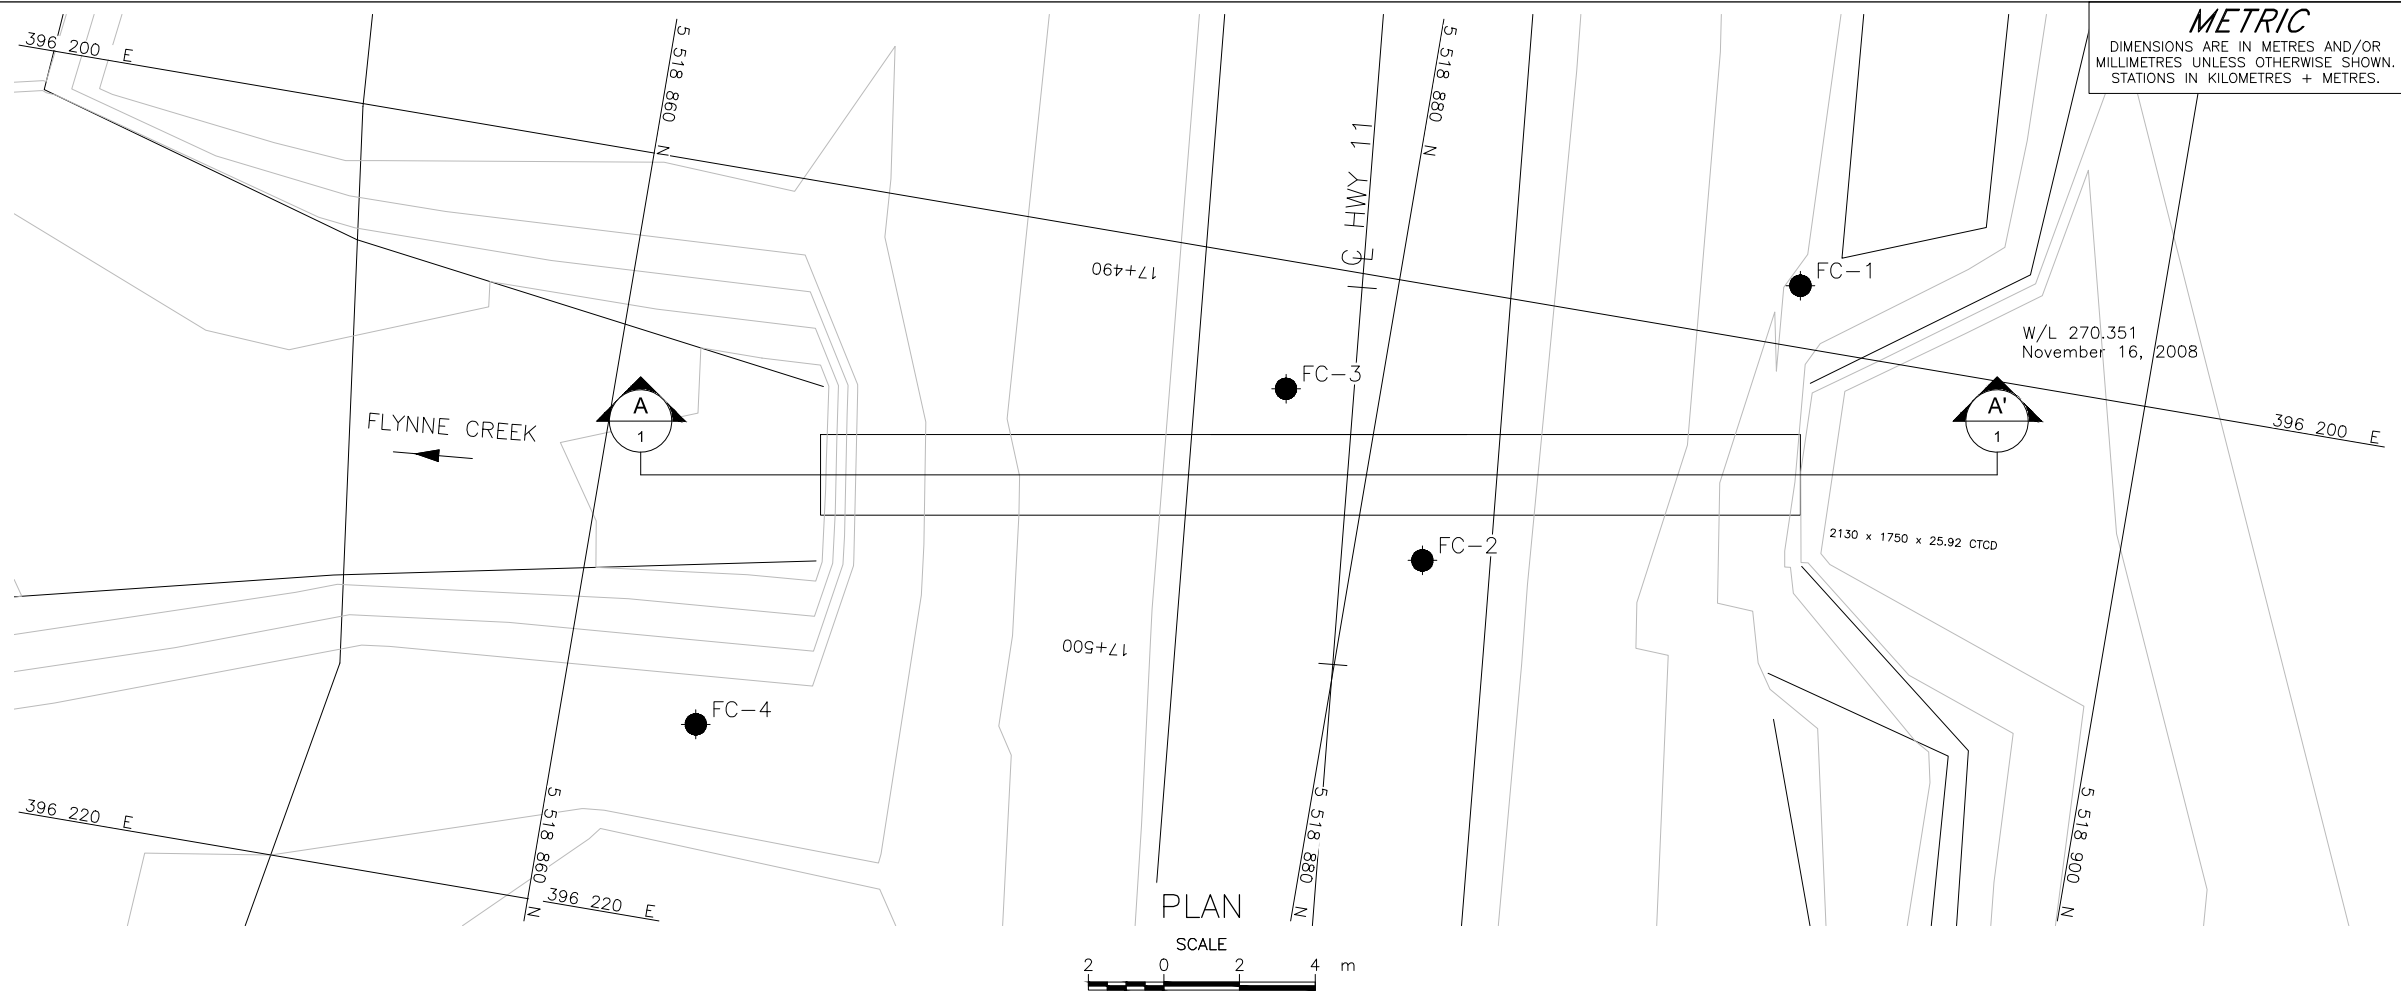 METRIC
DIMENSIONS ARE IN METRES AND/OR
MILLIMETRES UNLESS OTHERWISE SHOWN.
STATIONS IN KILOMETRES + METRES.
396 200 E
5 518 860 N
5 518 880 N
℄ HWY 11
17+490
FC-1
W/L 270.351
November 16, 2008
FC-3
A
1
A'
1
FLYNNE CREEK
396 200 E
2130 x 1750 x 25.92 CTCD
FC-2
17+500
FC-4
396 220 E
5 518 860 N
5 518 880 N
5 518 900 N
396 220 E
PLAN
SCALE
2 0 2 4 m